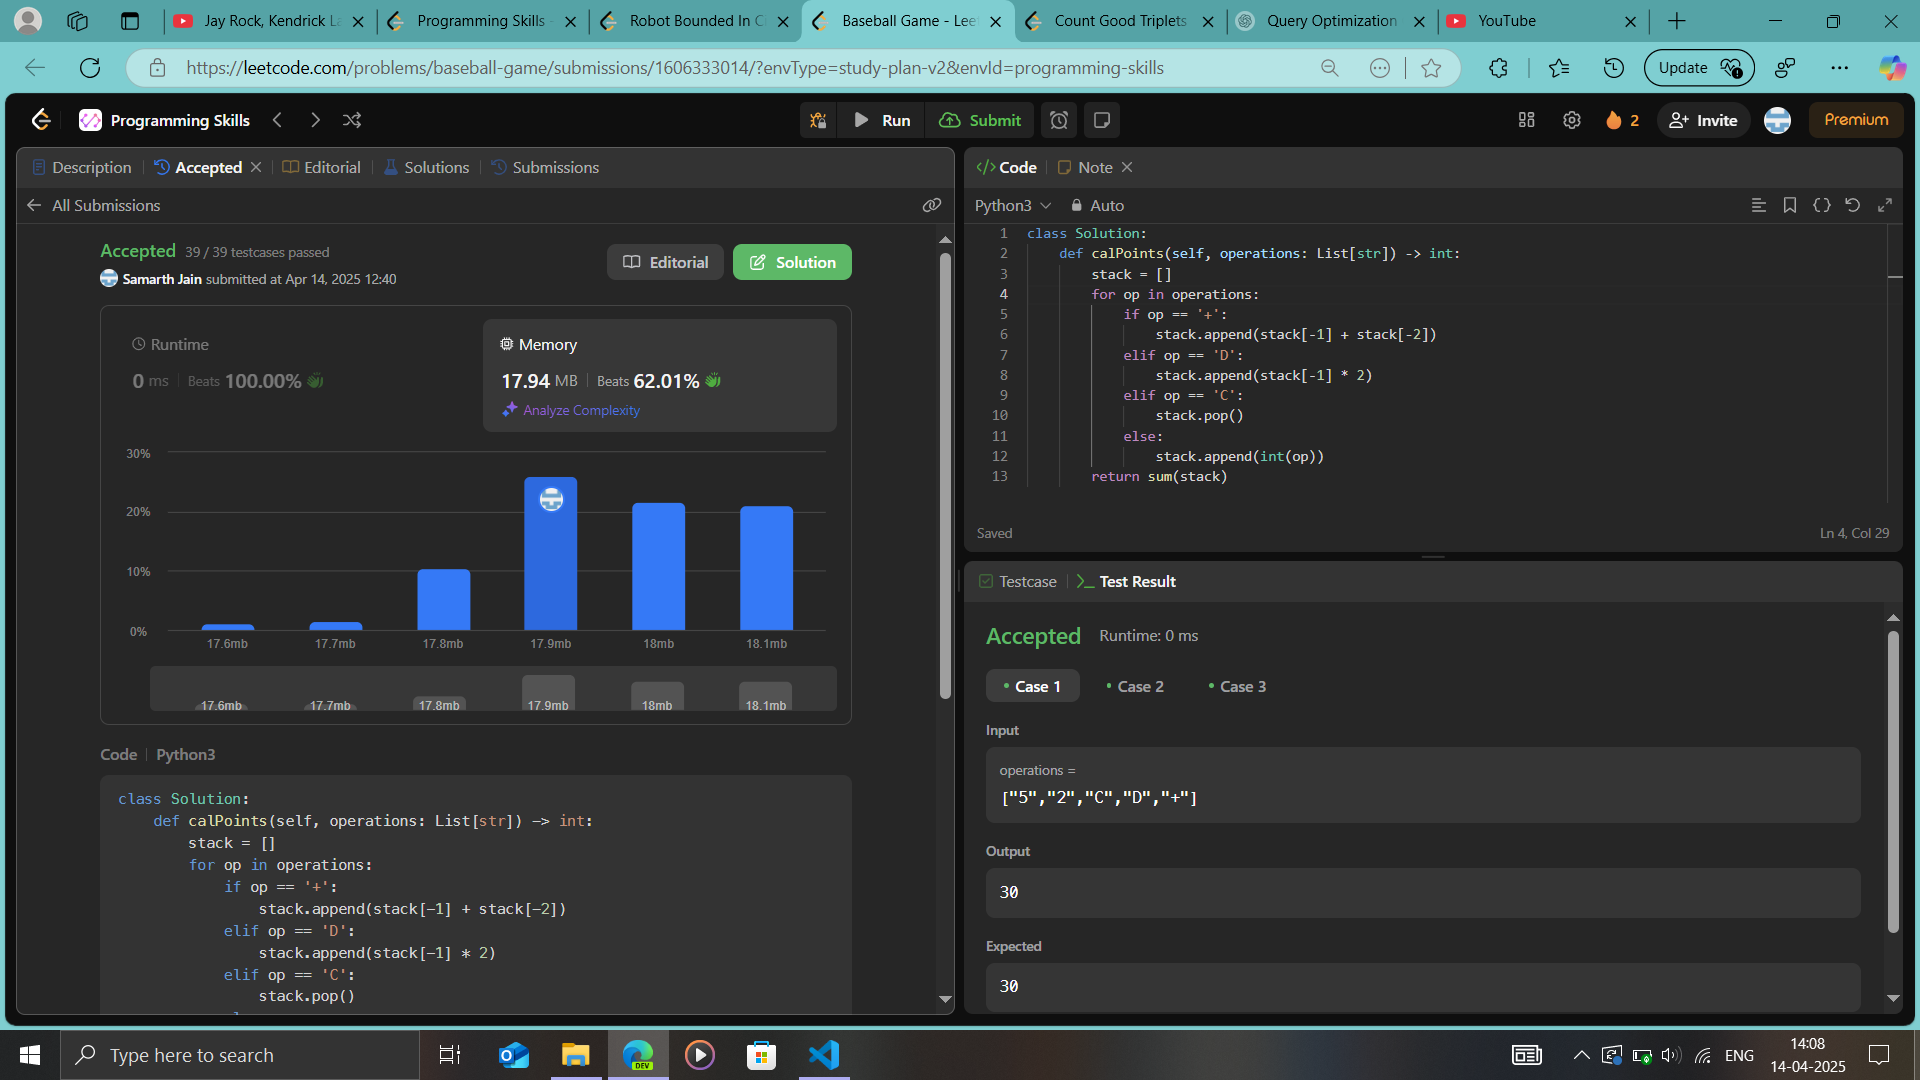 Jay Rock, Kendrick La
Programming Skills -
Robot Bounded In Ci
Baseball Game - Leet
Count Good Triplets
Query Optimization
YouTube
https://leetcode.com/problems/baseball-game/submissions/1606333014/?envType=study-plan-v2&envId=programming-skills
Update
Programming Skills
Run
Submit
2
Invite
Premium
Description
Accepted
Editorial
Solutions
Submissions
All Submissions
Accepted 39 / 39 testcases passed
Samarth Jain submitted at Apr 14, 2025 12:40
Editorial
Solution
Runtime
0 ms | Beats 100.00%
Memory
17.94 MB | Beats 62.01%
Analyze Complexity
30%
20%
10%
0%
17.6mb 17.7mb 17.8mb 17.9mb 18mb 18.1mb
17.6mb 17.7mb 17.8mb 17.9mb 18mb 18.1mb
Code | Python3
class Solution:
    def calPoints(self, operations: List[str]) -> int:
        stack = []
        for op in operations:
            if op == '+':
                stack.append(stack[-1] + stack[-2])
            elif op == 'D':
                stack.append(stack[-1] * 2)
            elif op == 'C':
                stack.pop()
</> Code
Note
Python3
Auto
1 class Solution:
2     def calPoints(self, operations: List[str]) -> int:
3         stack = []
4         for op in operations:
5             if op == '+':
6                 stack.append(stack[-1] + stack[-2])
7             elif op == 'D':
8                 stack.append(stack[-1] * 2)
9             elif op == 'C':
10                 stack.pop()
11             else:
12                 stack.append(int(op))
13         return sum(stack)
Saved
Ln 4, Col 29
Testcase
Test Result
Accepted Runtime: 0 ms
Case 1
Case 2
Case 3
Input
operations =
["5","2","C","D","+"]
Output
30
Expected
30
Type here to search
DEV
ENG
14:08
14-04-2025